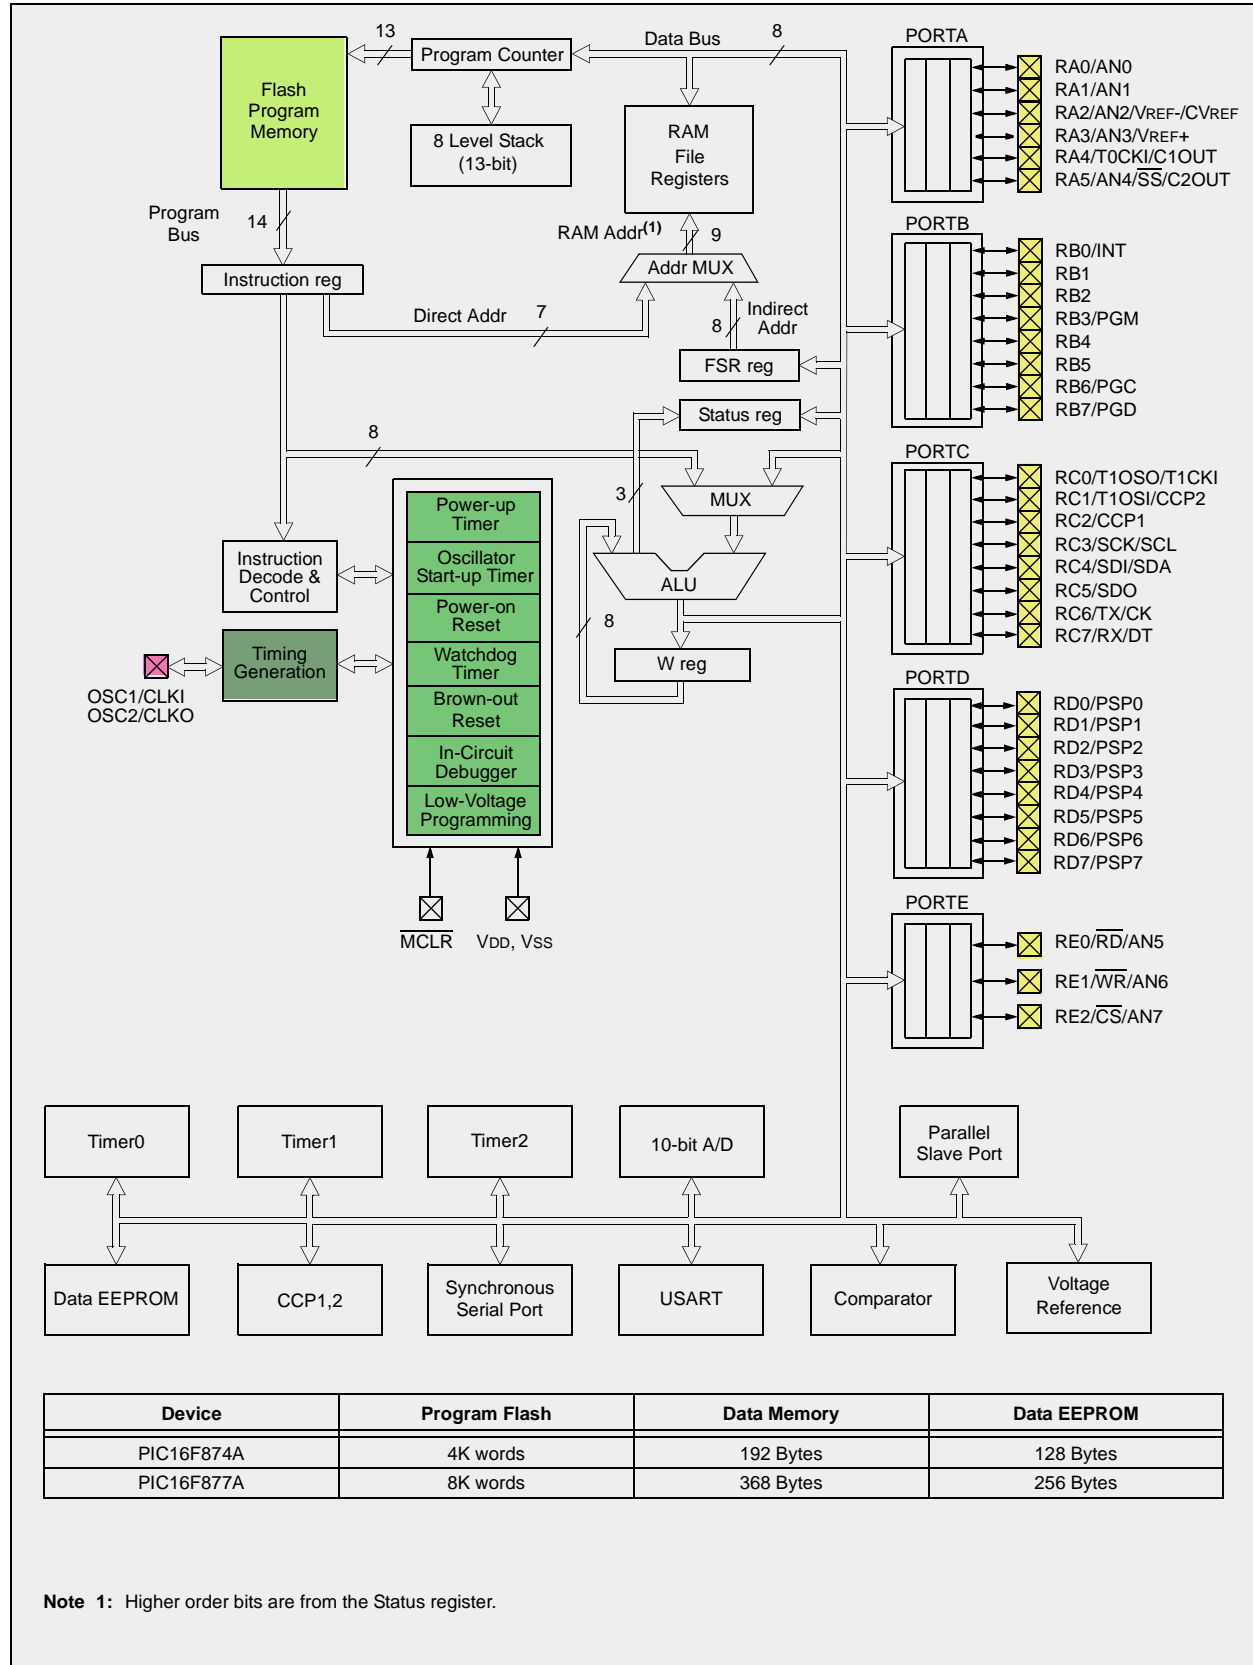 13
Program Counter
Data Bus
8
Flash
Program
Memory
8 Level Stack
(13-bit)
RAM
File
Registers
Program
Bus
14
RAM Addr(1)
9
Addr MUX
Instruction reg
Direct Addr
7
Indirect
Addr
8
FSR reg
Status reg
8
3
MUX
ALU
8
W reg
Instruction
Decode &
Control
Timing
Generation
OSC1/CLKI
OSC2/CLKO
Power-up
Timer
Oscillator
Start-up Timer
Power-on
Reset
Watchdog
Timer
Brown-out
Reset
In-Circuit
Debugger
Low-Voltage
Programming
MCLR
VDD, VSS
PORTA
RA0/AN0
RA1/AN1
RA2/AN2/VREF-/CVREF
RA3/AN3/VREF+
RA4/T0CKI/C1OUT
RA5/AN4/SS/C2OUT
PORTB
RB0/INT
RB1
RB2
RB3/PGM
RB4
RB5
RB6/PGC
RB7/PGD
PORTC
RC0/T1OSO/T1CKI
RC1/T1OSI/CCP2
RC2/CCP1
RC3/SCK/SCL
RC4/SDI/SDA
RC5/SDO
RC6/TX/CK
RC7/RX/DT
PORTD
RD0/PSP0
RD1/PSP1
RD2/PSP2
RD3/PSP3
RD4/PSP4
RD5/PSP5
RD6/PSP6
RD7/PSP7
PORTE
RE0/RD/AN5
RE1/WR/AN6
RE2/CS/AN7
Timer0
Timer1
Timer2
10-bit A/D
Parallel
Slave Port
Data EEPROM
CCP1,2
Synchronous
Serial Port
USART
Comparator
Voltage
Reference
Device Program Flash Data Memory Data EEPROM
PIC16F874A 4K words 192 Bytes 128 Bytes
PIC16F877A 8K words 368 Bytes 256 Bytes
Note 1: Higher order bits are from the Status register.